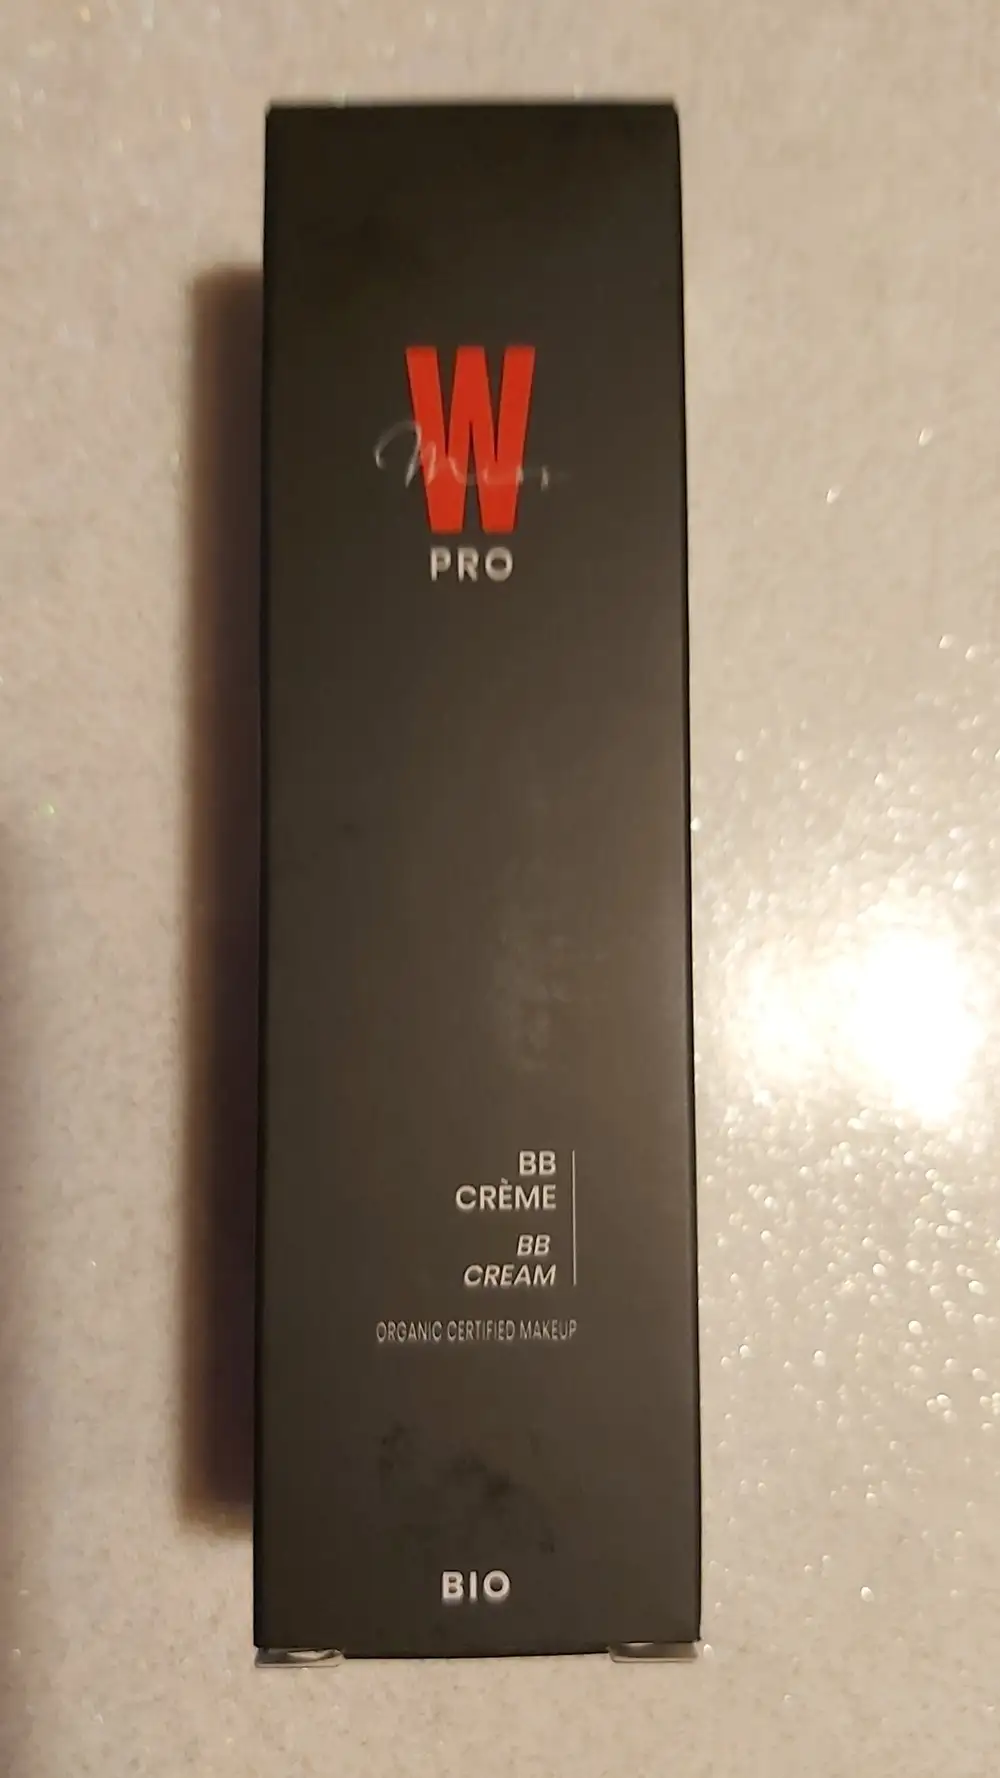 W
PRO
BB
CRÈME
BB
CREAM
ORGANIC CERTIFIED MAKEUP
BIO